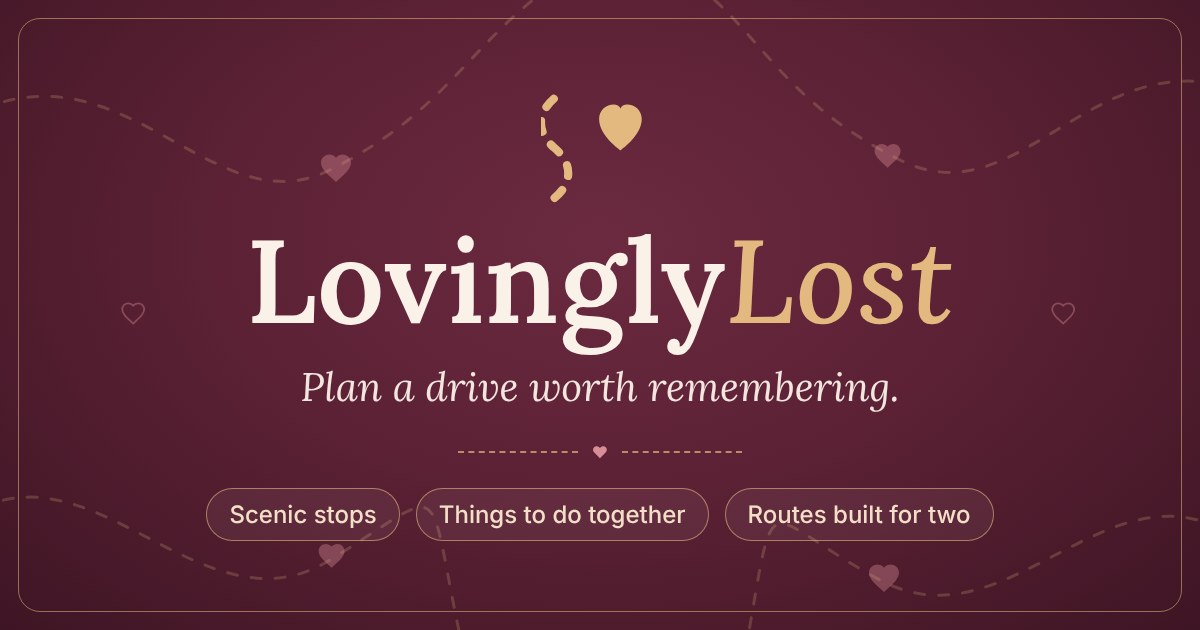 LovinglyLost
Plan a drive worth remembering.
Scenic stops
Things to do together
Routes built for two